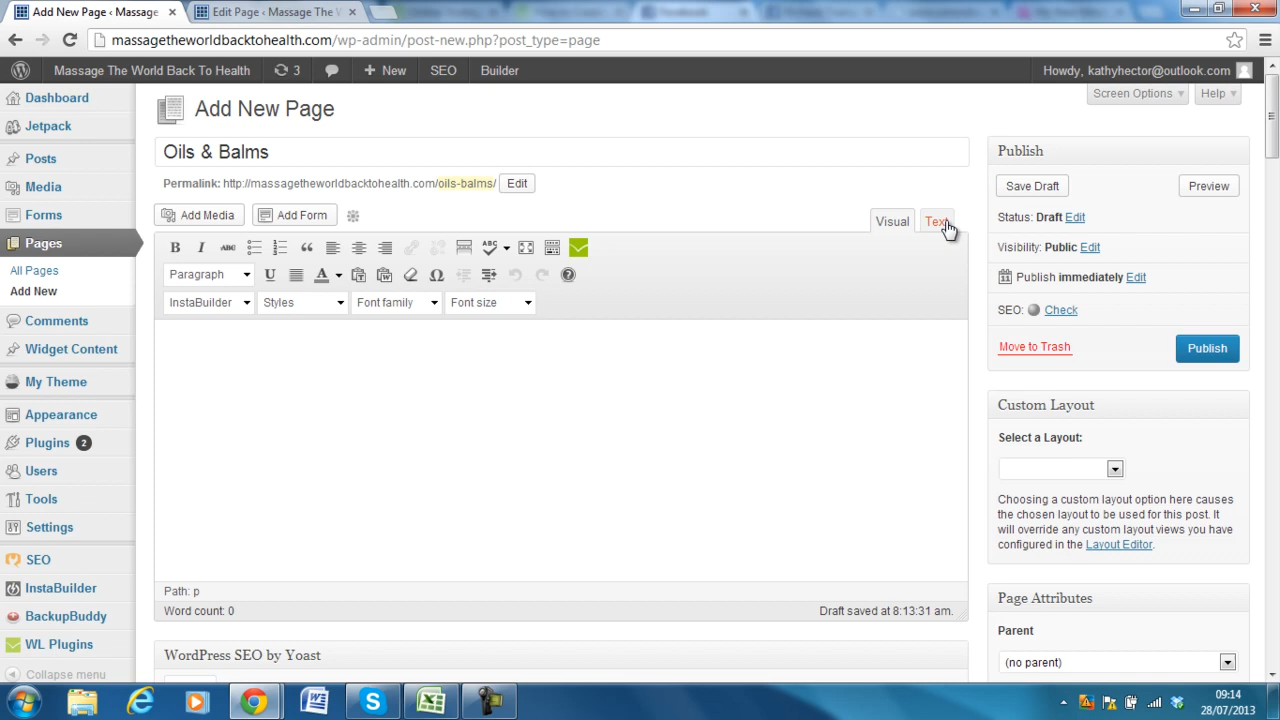 Add New Page ‹ Massage
Edit Page ‹ Massage The W
massagetheworldbacktohealth.com/wp-admin/post-new.php?post_type=page
Massage The World Back To Health 3 New SEO Builder Howdy, kathyhector@outlook.com
Screen Options Help
Dashboard
Jetpack
Posts
Media
Forms
Pages
All Pages
Add New
Comments
Widget Content
My Theme
Appearance
Plugins 2
Users
Tools
Settings
SEO
InstaBuilder
BackupBuddy
WL Plugins
Collapse menu
Add New Page
Oils & Balms
Permalink: http://massagetheworldbacktohealth.com/oils-balms/ Edit
Add Media Add Form Visual Text
B I ABC ABC
Paragraph U A Ω
InstaBuilder Styles Font family Font size
Path: p
Word count: 0 Draft saved at 8:13:31 am.
WordPress SEO by Yoast
Publish
Save Draft Preview
Status: Draft Edit
Visibility: Public Edit
Publish immediately Edit
SEO: Check
Move to Trash Publish
Custom Layout
Select a Layout:
Choosing a custom layout option here causes
the chosen layout to be used for this post. It
will override any custom layout views you have
configured in the Layout Editor.
Page Attributes
Parent
(no parent)
09:14
28/07/2013